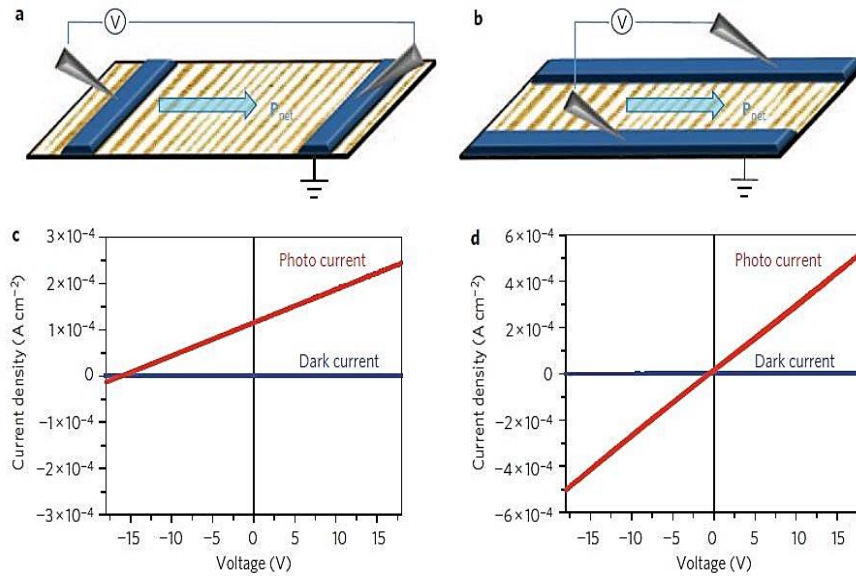 a
V
P net
b
V
P net
c
3×10⁻⁴
2×10⁻⁴
1×10⁻⁴
0
−1×10⁻⁴
−2×10⁻⁴
−3×10⁻⁴
Current density (A cm⁻²)
Photo current
Dark current
−15 −10 −5 0 5 10 15
Voltage (V)
d
6×10⁻⁴
4×10⁻⁴
2×10⁻⁴
0
−2×10⁻⁴
−4×10⁻⁴
−6×10⁻⁴
Current density (A cm⁻²)
Photo current
Dark current
−15 −10 −5 0 5 10 15
Voltage (V)